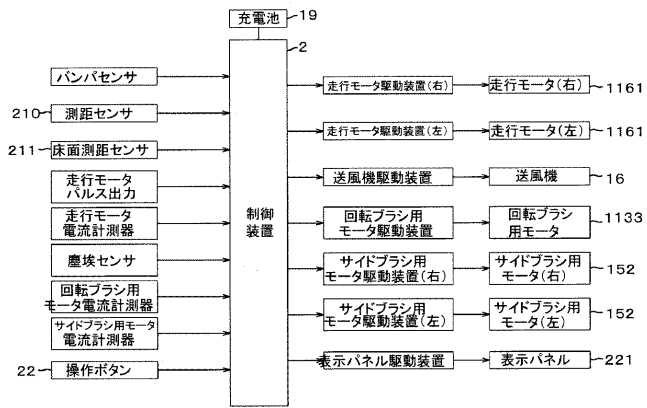 充電池
19
2
バンパセンサ
210
測距センサ
211
床面測距センサ
走行モータ
パルス出力
走行モータ
電流計測器
塵埃センサ
回転ブラシ用
モータ電流計測器
サイドブラシ用モータ
電流計測器
22
操作ボタン
制御
装置
走行モータ駆動装置(右)
走行モータ(右)
1161
走行モータ駆動装置(左)
走行モータ(左)
1161
送風機駆動装置
送風機
16
回転ブラシ用
モータ駆動装置
回転ブラシ
用モータ
1133
サイドブラシ用
モータ駆動装置(右)
サイドブラシ用
モータ(右)
152
サイドブラシ用
モータ駆動装置(左)
サイドブラシ用
モータ(左)
152
表示パネル駆動装置
表示パネル
221